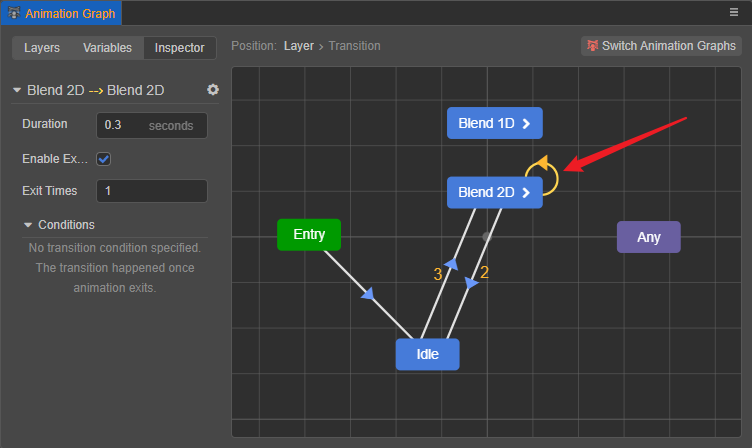 Animation Graph
Layers Variables Inspector
Position: Layer > Transition
Switch Animation Graphs
Blend 2D --> Blend 2D
Duration 0.3 seconds
Enable Ex...
Exit Times 1
Conditions
No transition condition specified.
The transition happened once
animation exits.
Blend 1D
Blend 2D
Entry
Any
3
2
Idle